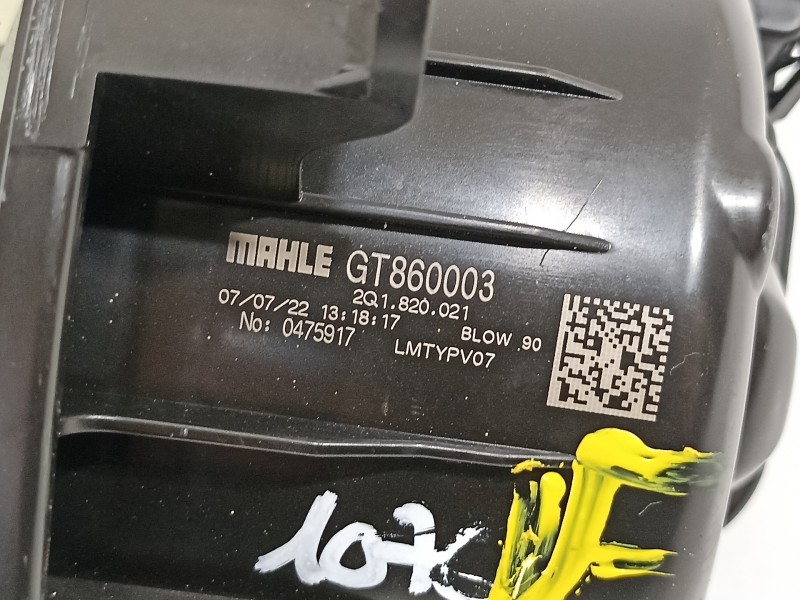 MAHLE GT860003
2Q1.820.021
07/07/22 13:18:17 BLOW .90
No: 0475917 LMTYPV07